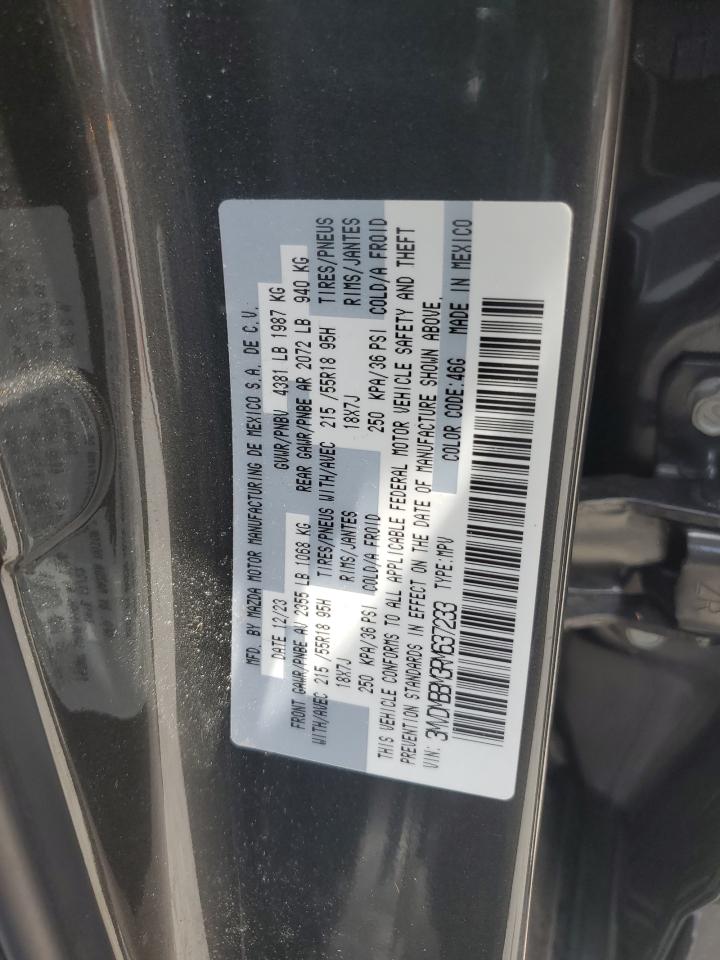 MFD. BY MAZDA MOTOR MANUFACTURING DE MEXICO S.A. DE C.V.
DATE 12/23 GVWR/PNBV 4381 LB 1987 KG
FRONT GAWR/PNBE AV 2355 LB 1068 KG REAR GAWR/PNBE AR 2072 LB 940 KG
WITH/AVEC 215 /55R18 95H TIRES/PNEUS WITH/AVEC 215 /55R18 95H TIRES/PNEUS
18X7J RIMS/JANTES 18X7J RIMS/JANTES
250 KPA/36 PSI COLD/A FROID 250 KPA/36 PSI COLD/A FROID
THIS VEHICLE CONFORMS TO ALL APPLICABLE FEDERAL MOTOR VEHICLE SAFETY AND THEFT
PREVENTION STANDARDS IN EFFECT ON THE DATE OF MANUFACTURE SHOWN ABOVE.
VIN: 3MVDMBBM3RM637233 TYPE:MPV COLOR CODE:46G MADE IN MEXICO